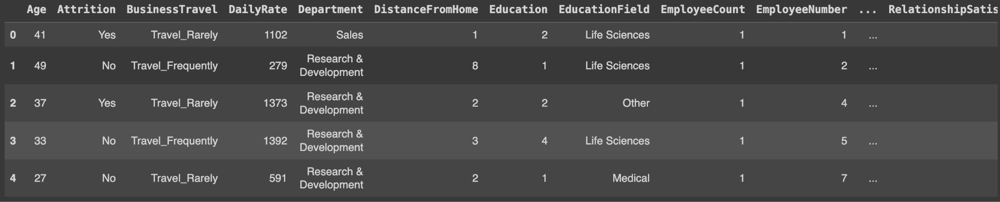 Age Attrition BusinessTravel DailyRate Department DistanceFromHome Education EducationField EmployeeCount EmployeeNumber ... RelationshipSatis
0 41 Yes Travel_Rarely 1102 Sales 1 2 Life Sciences 1 1 ...
1 49 No Travel_Frequently 279 Research & Development 8 1 Life Sciences 1 2 ...
2 37 Yes Travel_Rarely 1373 Research & Development 2 2 Other 1 4 ...
3 33 No Travel_Frequently 1392 Research & Development 3 4 Life Sciences 1 5 ...
4 27 No Travel_Rarely 591 Research & Development 2 1 Medical 1 7 ...